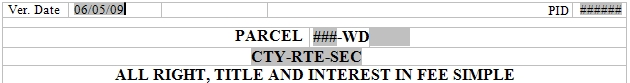 Ver. Date 06/05/09 PID ######
PARCEL ###-WD
CTY-RTE-SEC
ALL RIGHT, TITLE AND INTEREST IN FEE SIMPLE